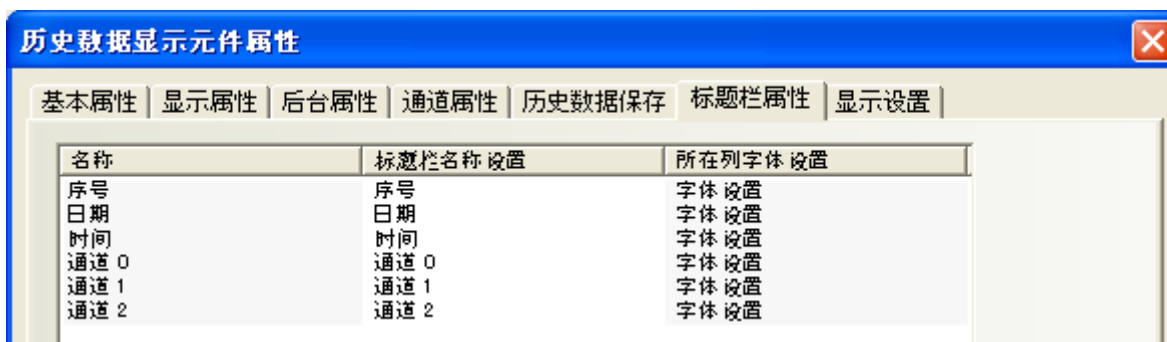 历史数据显示元件属性
基本属性 显示属性 后台属性 通道属性 历史数据保存 标题栏属性 显示设置
名称 标题栏名称设置 所在列字体设置
序号 序号 字体设置
日期 日期 字体设置
时间 时间 字体设置
通道 0 通道 0 字体设置
通道 1 通道 1 字体设置
通道 2 通道 2 字体设置